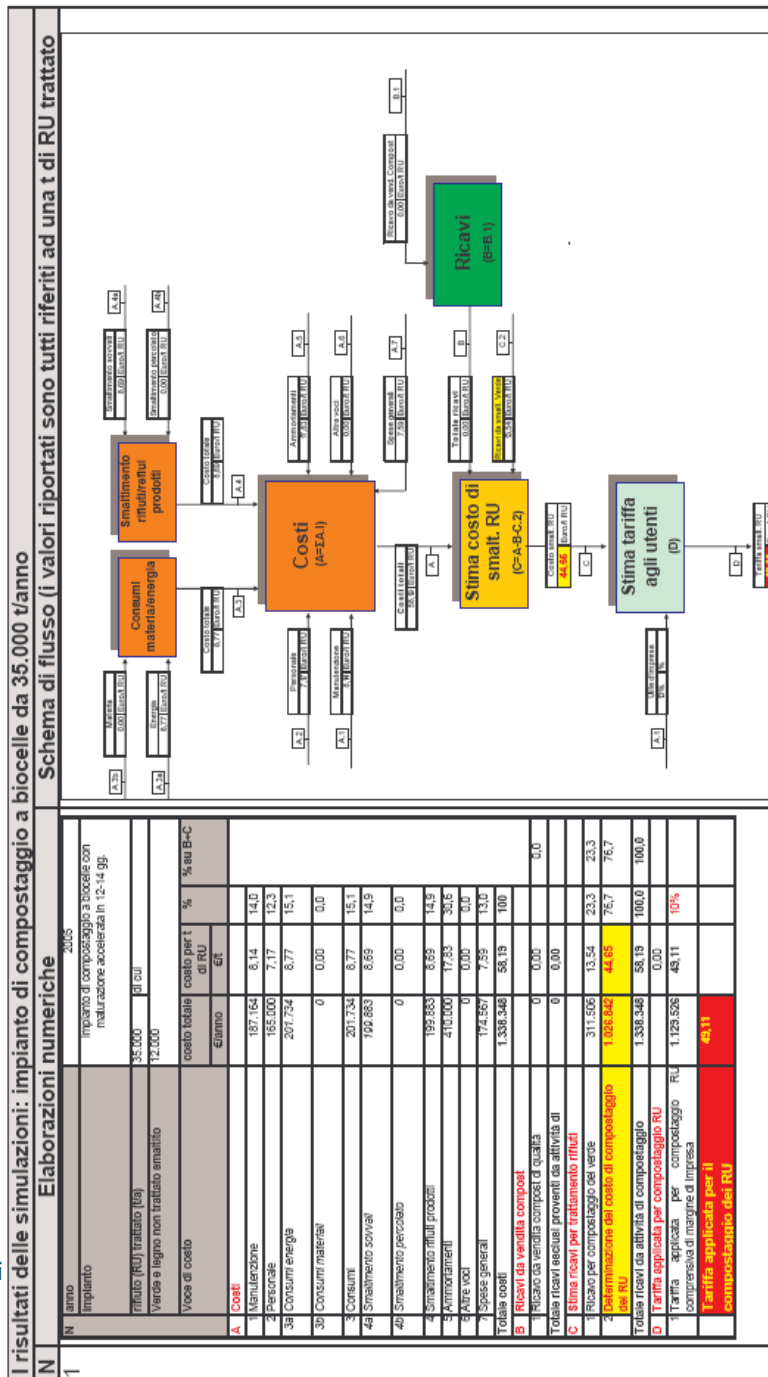 I risultati delle simulazioni: impianto di compostaggio a biocelle da 35.000 t/anno
N Elaborazioni numeriche Schema di flusso (i valori riportati sono tutti riferiti ad una t di RU trattato
1
N anno 2005
Impianto Impianto di compostaggio a biocelle con
maturazione accelerata in 12-14 gg.
rifiuto (RU) trattato (t/a) 35.000 di cui
Verde e legno non trattato smaltito 12.000
Voce di costo costo totale costo per t di RU % % su B+C
€/anno €/t
A Costi
1 Manutenzione 187.164 8,14 14,0
2 Personale 165.000 7,17 12,3
3a Consumi energia 201.734 8,77 15,1
3b Consumi materiali 0 0,00 0,0
3 Consumi 201.734 8,77 15,1
4a Smaltimento sovvalli 199.883 8,69 14,9
4b Smaltimento percolato 0 0,00 0,0
4 Smaltimento rifiuti prodotti 199.883 8,69 14,9
5 Ammortamenti 410.000 17,83 30,6
6 Altre voci 0 0,00 0,0
7 Spese generali 174.567 7,59 13,0
Totale costi 1.338.348 58,19 100
B Ricavi da vendita compost
1 Ricavo da vendita compost di qualità 0 0,00 0,0
Totale ricavi esclusi proventi da attività di 0 0,00
C Stima ricavi per trattamento rifiuti
1 Ricavo per compostaggio del verde 311.506 13,54 23,3 23,3
2 Determinazione del costo di compostaggio
del RU 1.026.842 44,65 76,7 76,7
Totale ricavi da attività di compostaggio 1.338.348 58,19 100,0 100,0
D Tariffa applicata per compostaggio RU 0,00
1 Tariffa applicata per compostaggio RU
comprensiva di margine di Impresa 1.129.526 49,11 10%
Tariffa applicata per il
compostaggio dei RU 49,11
A.3b
Materia
0,00 Euro/t RU
A.3a
Energia
8,77 Euro/t RU
Consumi
materia/energia
Smaltimento
rifiuti/reflui
prodotti
Smaltimento sovvalli
8,69 Euro/t RU
A.4a
Smaltimento percolato
0,00 Euro/t RU
A.4b
Costo totale
8,77 Euro/t RU
A.3
Costo totale
8,69 Euro/t RU
A.4
A.2
Personale
7,17 Euro/t RU
A.1
Manutenzione
8,14 Euro/t RU
Costi
(A=ΣA.I)
Ammortamenti
17,83 Euro/t RU
A.5
Altre voci
0,00 Euro/t RU
A.6
Spese generali
7,59 Euro/t RU
A.7
Costi totali
58,19 Euro/t RU
A
Ricavo da vend. Compost
0,00 Euro/t RU
B.1
Ricavi
(B=B.1)
Totale ricavi
0,00 Euro/t RU
B
Ricavi da smalt. Verde
Euro/t RU
C.2
Stima costo di
smalt. RU
(C=A-B-C.2)
Costo smalt. RU
44,66 Euro/t RU
C
A.1
Utile d'impresa
%
Stima tariffa
agli utenti
(D)
D
Tariffa smalt. RU